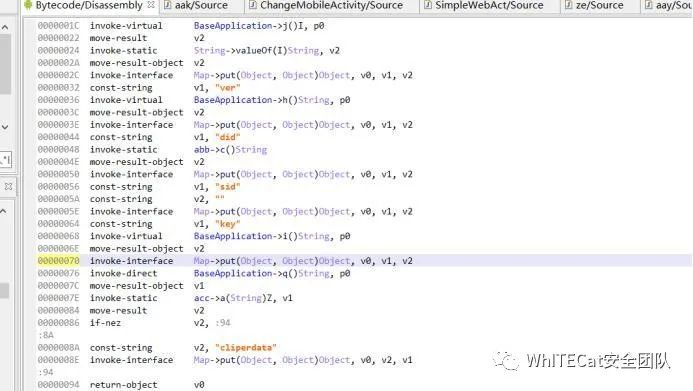 Bytecode/Disassembly aak/Source ChangeMobileActivity/Source SimpleWebAct/Source ze/Source aay/Sou
0000001C invoke-virtual BaseApplication->j()I, p0
00000022 move-result v2
00000024 invoke-static String->valueOf(I)String, v2
0000002A move-result-object v2
0000002C invoke-interface Map->put(Object, Object)Object, v0, v1, v2
00000032 const-string v1, "ver"
00000036 invoke-virtual BaseApplication->h()String, p0
0000003C move-result-object v2
0000003E invoke-interface Map->put(Object, Object)Object, v0, v1, v2
00000044 const-string v1, "did"
00000048 invoke-static abb->c()String
0000004E move-result-object v2
00000050 invoke-interface Map->put(Object, Object)Object, v0, v1, v2
00000056 const-string v1, "sid"
0000005A const-string v2, ""
0000005E invoke-interface Map->put(Object, Object)Object, v0, v1, v2
00000064 const-string v1, "key"
00000068 invoke-virtual BaseApplication->i()String, p0
0000006E move-result-object v2
00000070 invoke-interface Map->put(Object, Object)Object, v0, v1, v2
00000076 invoke-direct BaseApplication->q()String, p0
0000007C move-result-object v1
0000007E invoke-static acc->a(String)Z, v1
00000084 move-result v2
00000086 if-nez v2, :94
:8A
0000008A const-string v2, "cliperdata"
0000008E invoke-interface Map->put(Object, Object)Object, v0, v2, v1
:94
00000094 return-object v0
WhITECat安全团队